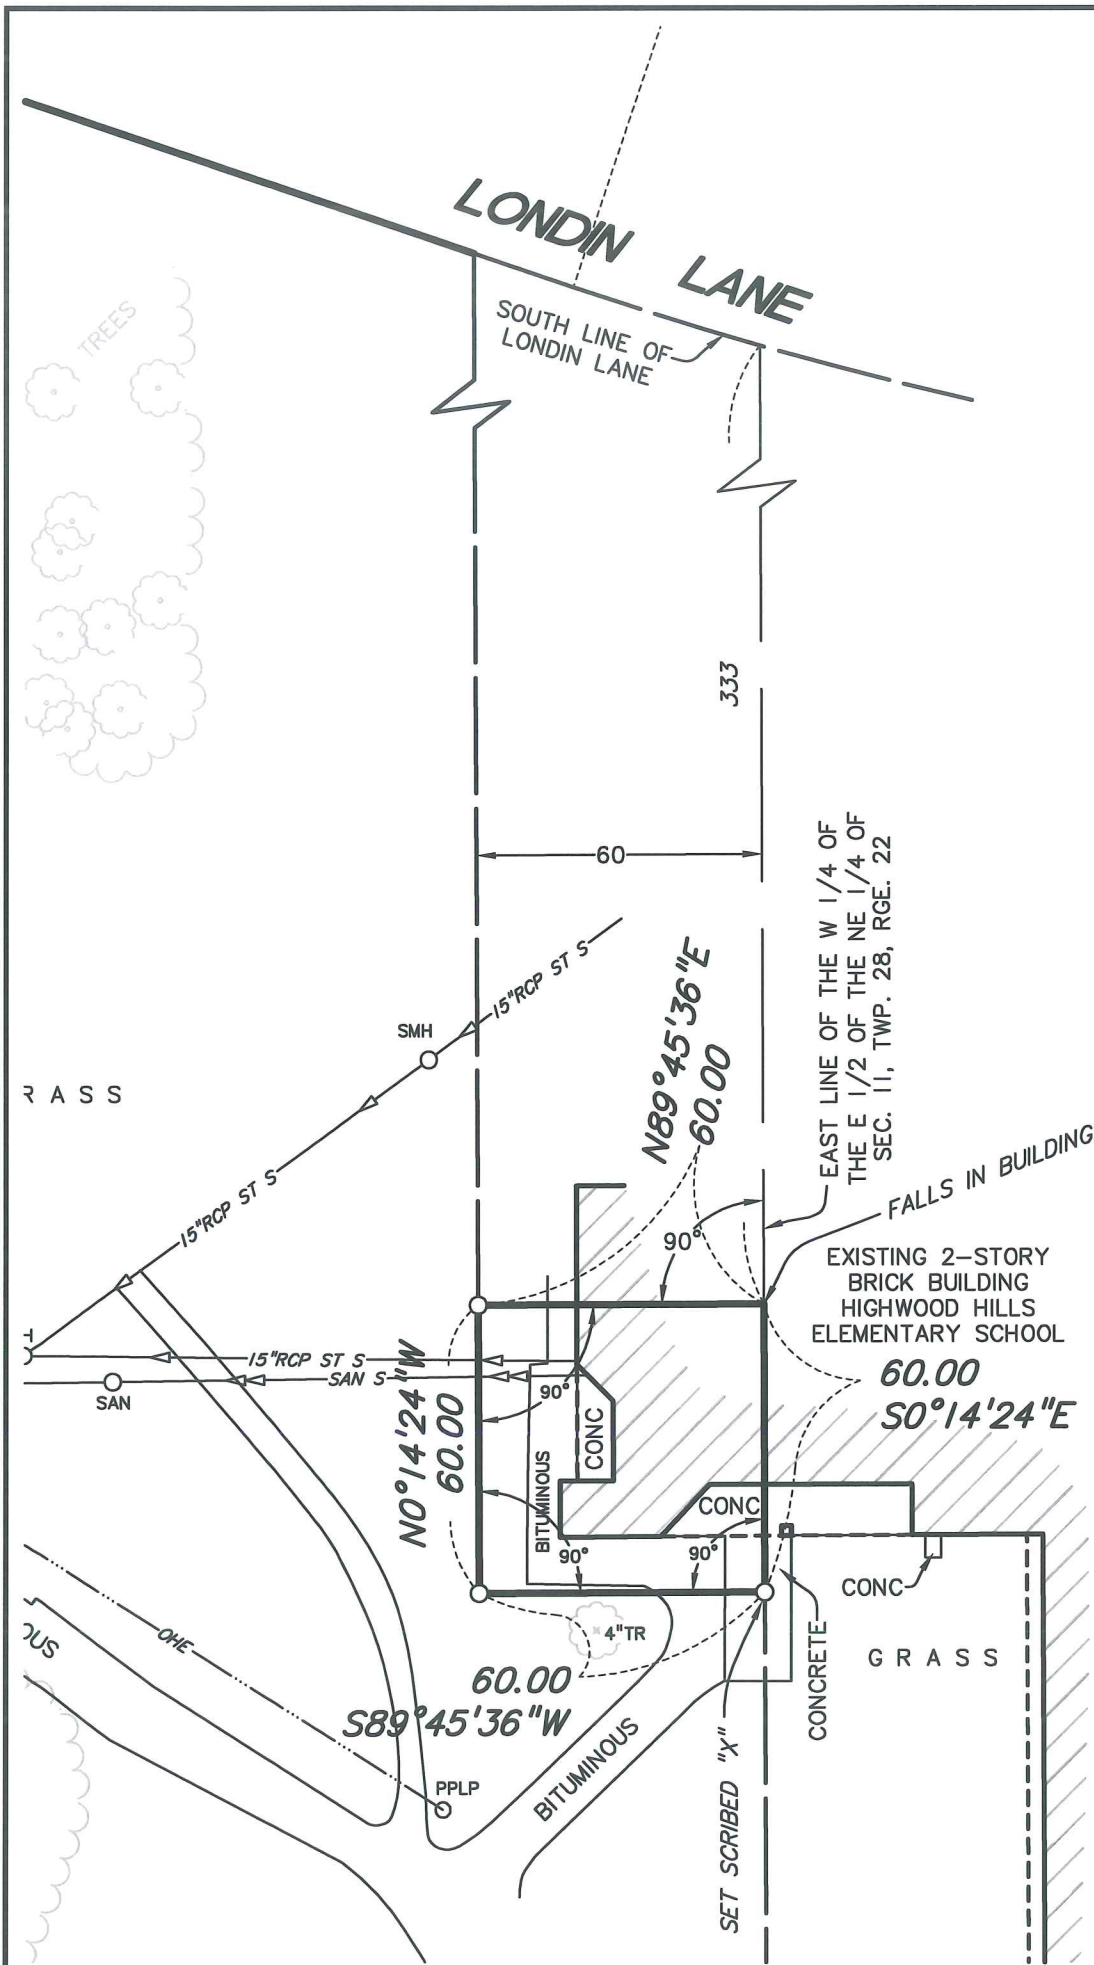 LONDIN LANE
SOUTH LINE OF
LONDIN LANE
TREES
333
60
EAST LINE OF THE W 1/4 OF
THE E 1/2 OF THE NE 1/4 OF
SEC. 11, TWP. 28, RGE. 22
15"RCP ST S
SMH
RASS
N89°45'36"E
60.00
FALLS IN BUILDING
15"RCP ST S
90°
EXISTING 2-STORY
BRICK BUILDING
HIGHWOOD HILLS
ELEMENTARY SCHOOL
H
15"RCP ST S
SAN S
SAN
N0°14'24"W
60.00
90°
CONC
60.00
S0°14'24"E
BITUMINOUS
CONC
90°
90°
CONC
OHE
OUS
4"TR
CONCRETE
GRASS
60.00
S89°45'36"W
BITUMINOUS
SET SCRIBED "X"
PPLP